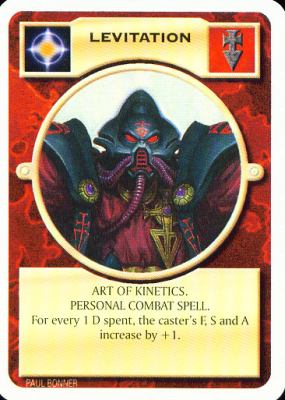 LEVITATION
ART OF KINETICS.
PERSONAL COMBAT SPELL.
For every 1 D spent, the caster's F, S and A
increase by +1.
PAUL BONNER